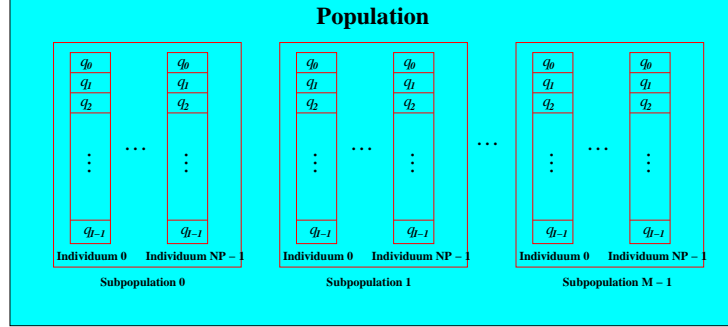 Population
q0 q0 q0 q0 q0 q0
q1 q1 q1 q1 q1 q1
q2 q2 q2 q2 q2 q2
⋮ ... ⋮ ⋮ ... ⋮ ... ⋮ ... ⋮
qI−1 qI−1 qI−1 qI−1 qI−1 qI−1
Individuum 0 Individuum NP − 1 Individuum 0 Individuum NP − 1 Individuum 0 Individuum NP − 1
Subpopulation 0 Subpopulation 1 Subpopulation M − 1